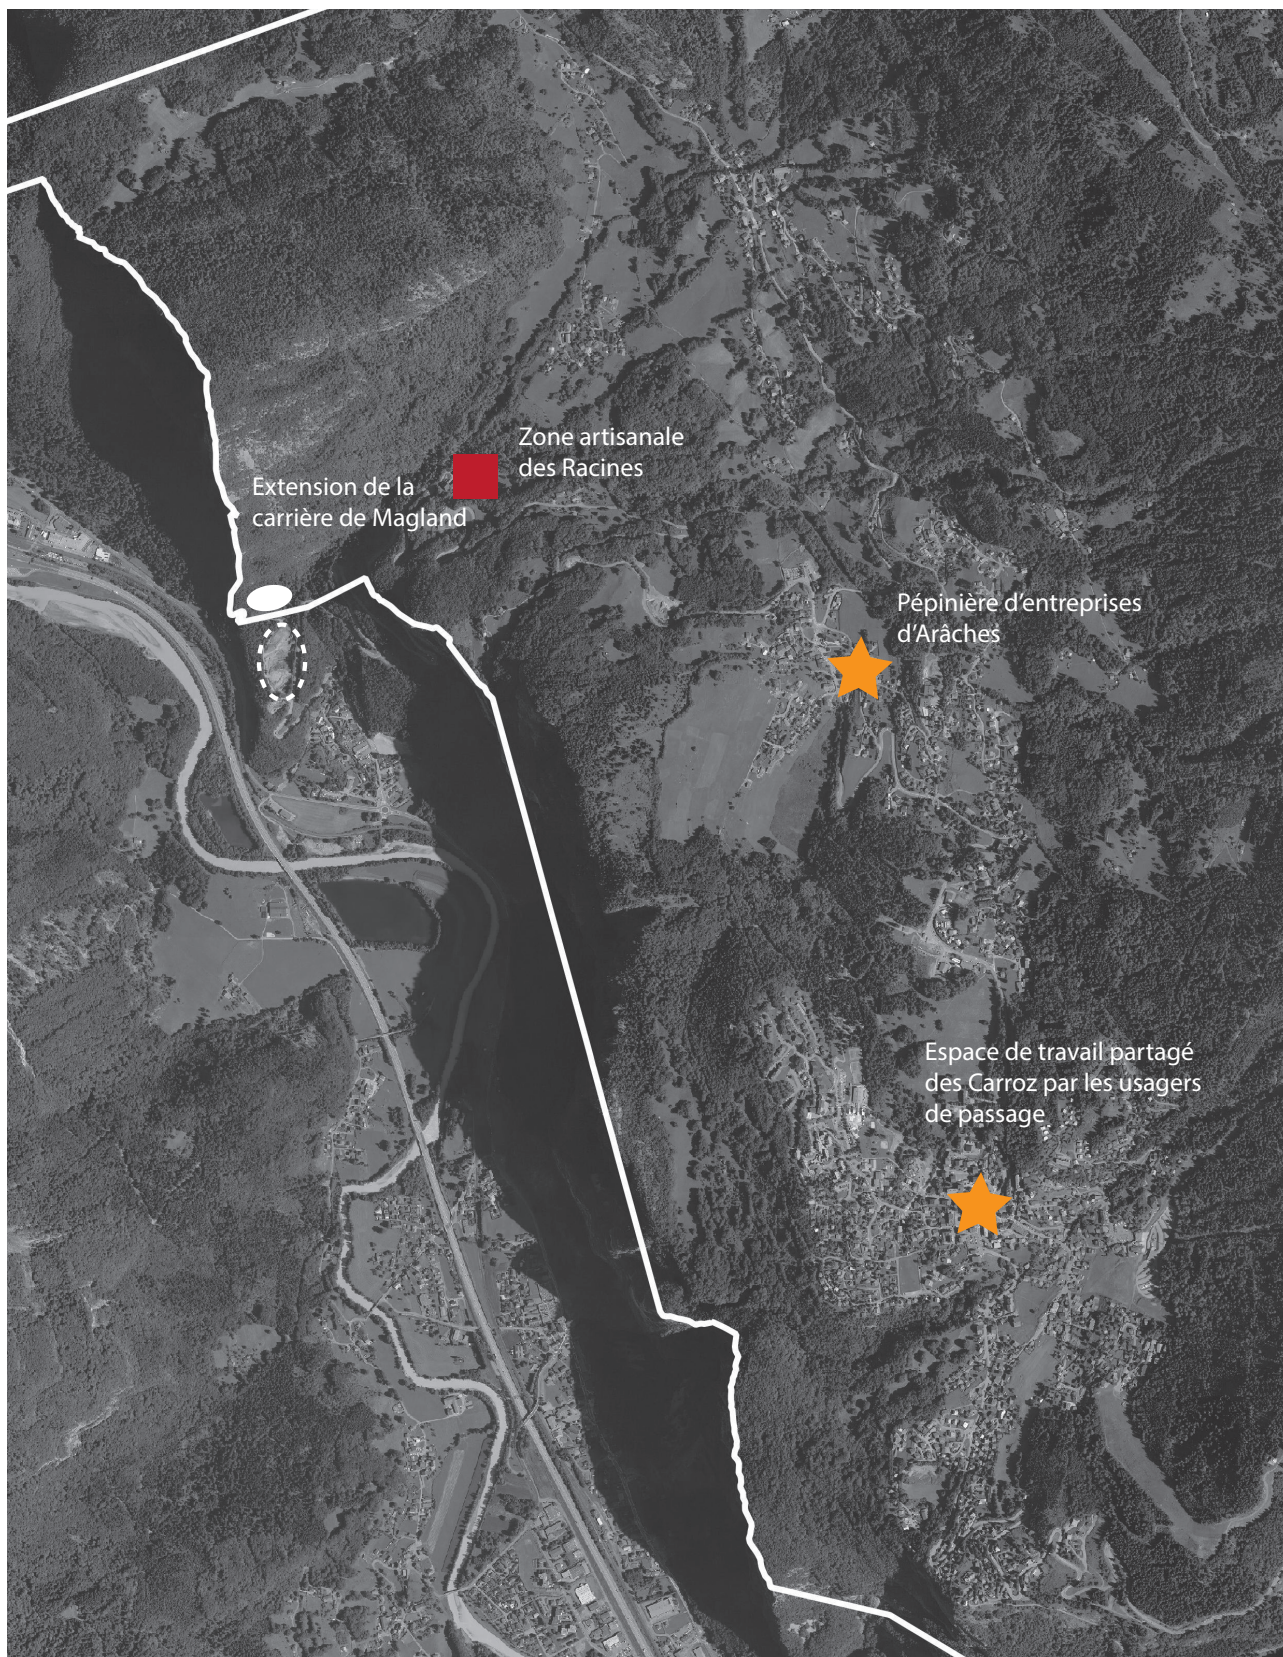 Zone artisanale
des Racines
Extension de la
carrière de Magland
Pépinière d'entreprises
d'Arâches
Espace de travail partagé
des Carroz par les usagers
de passage